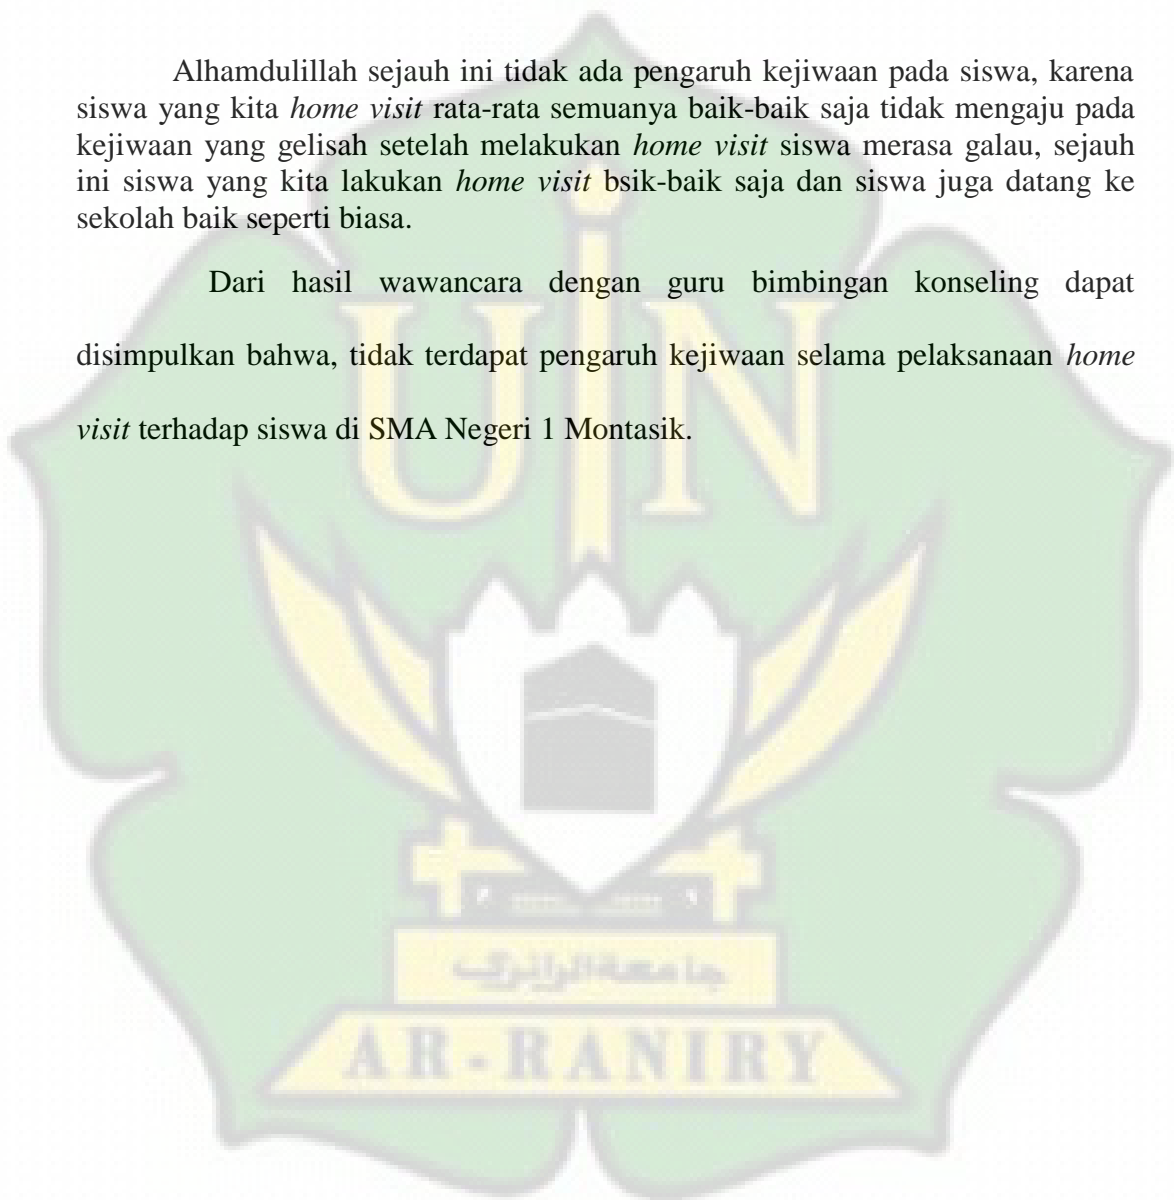 Alhamdulillah sejauh ini tidak ada pengaruh kejiwaan pada siswa, karena
siswa yang kita home visit rata-rata semuanya baik-baik saja tidak mengaju pada
kejiwaan yang gelisah setelah melakukan home visit siswa merasa galau, sejauh
ini siswa yang kita lakukan home visit bsik-baik saja dan siswa juga datang ke
sekolah baik seperti biasa.
Dari hasil wawancara dengan guru bimbingan konseling dapat
disimpulkan bahwa, tidak terdapat pengaruh kejiwaan selama pelaksanaan home
visit terhadap siswa di SMA Negeri 1 Montasik.
UIN
جامعة الرانري
AR-RANIRY